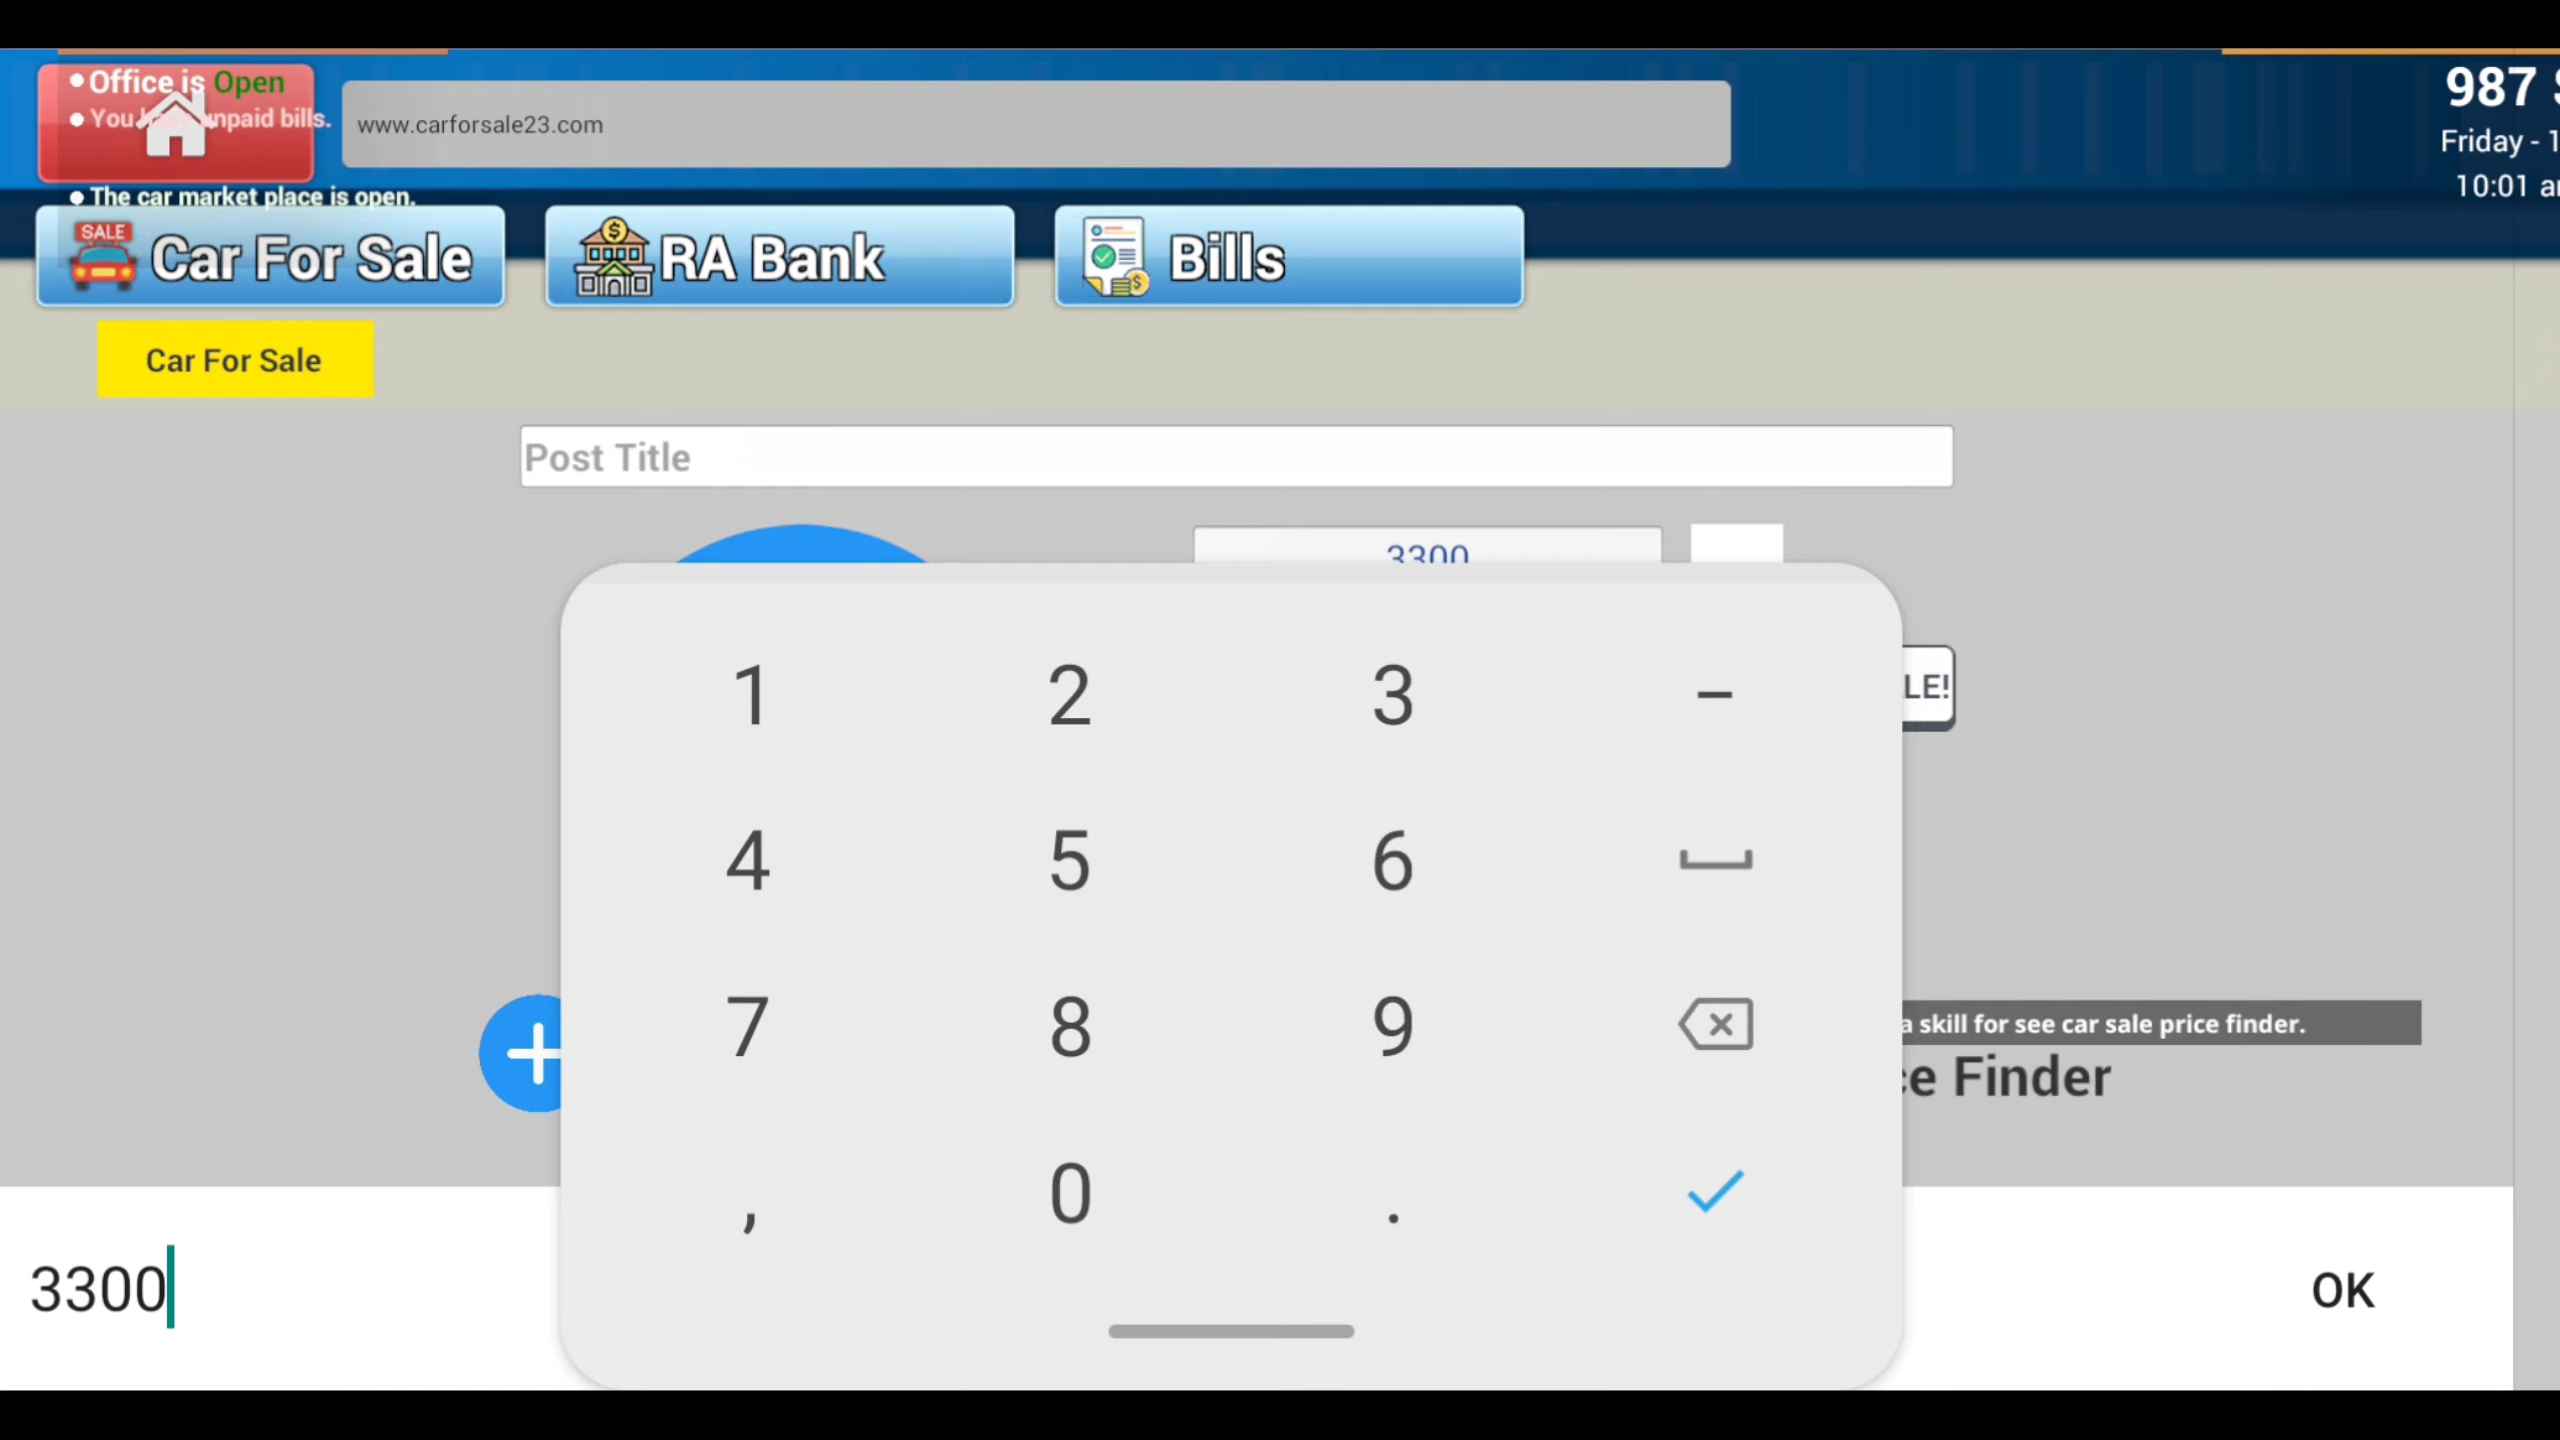 Office is Open
You have unpaid bills.
www.carforsale23.com
987
Friday - 1
10:01 a
The car market place is open.
SALE
Car For Sale
RA Bank
Bills
Car For Sale
Post Title
3300
1 2 3 -
LE!
4 5 6
7 8 9
a skill for see car sale price finder.
ce Finder
, 0 .
3300
OK